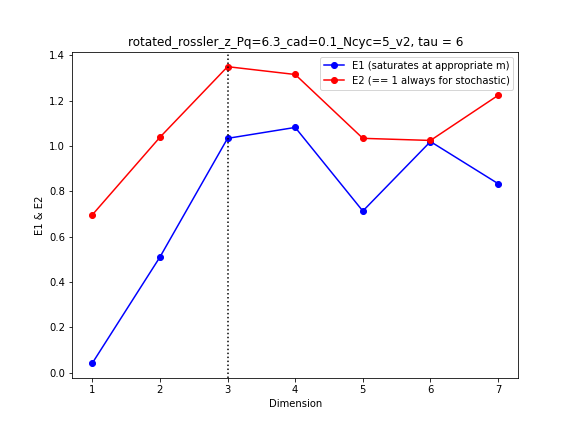 rotated_rossler_z_Pq=6.3_cad=0.1_Ncyc=5_v2, tau = 6
E1 (saturates at appropriate m)
E2 (== 1 always for stochastic)
1.4
1.2
1.0
0.8
0.6
0.4
0.2
0.0
E1 & E2
1 2 3 4 5 6 7
Dimension